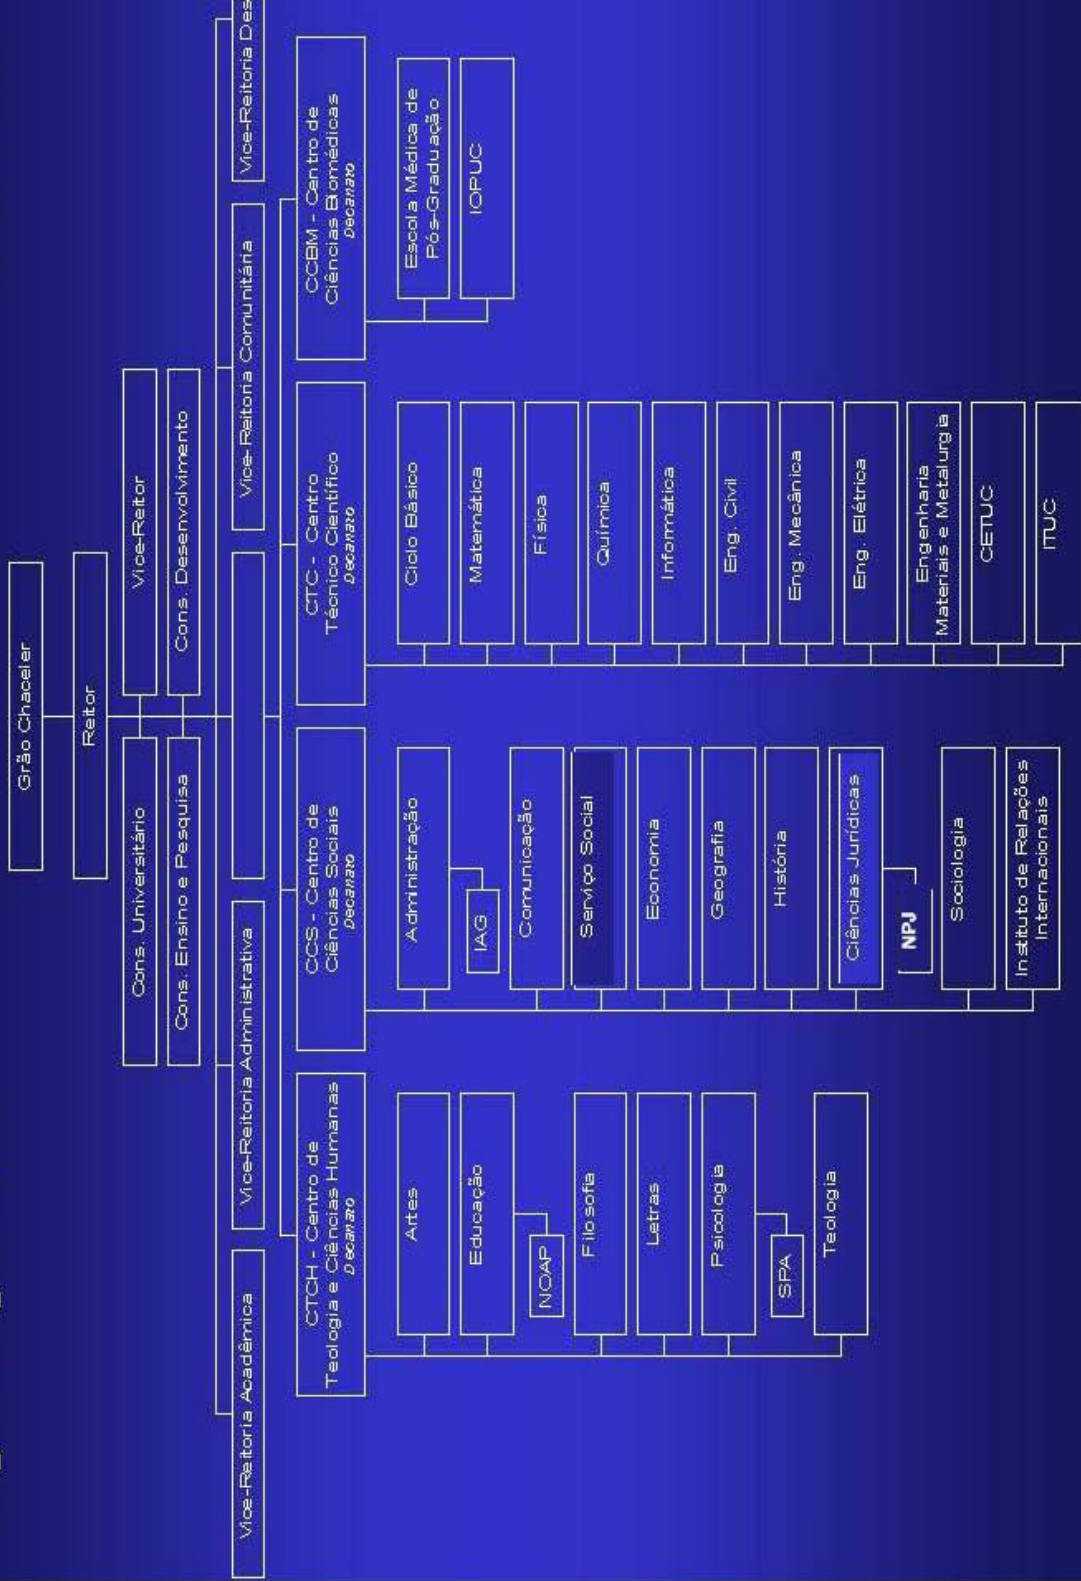 Grão Chaceler
Reitor
Cons. Universitário
Vice-Reitor
Cons. Ensino e Pesquisa
Cons. Desenvolvimento
Vice-Reitoria Acadêmica
Vice-Reitoria Administrativa
Vice-Reitoria Comunitária
Vice-Reitoria Des
CTCH - Centro de
Teologia e Ciências Humanas
Decanato
Artes
Educação
NOAP
Filosofia
Letras
Psicologia
SPA
Teologia
CCS - Centro de
Ciências Sociais
Decanato
Administração
IAG
Comunicação
Serviço Social
Economia
Geografia
História
Ciências Jurídicas
NPJ
Sociologia
Instituto de Relações
Internacionais
CTC - Centro
Técnico Científico
Decanato
Ciclo Básico
Matemática
Física
Química
Informática
Eng. Civil
Eng. Mecânica
Eng. Elétrica
Engenharia
Materiais e Metalurgia
CETUC
ITUC
CCBM - Centro de
Ciências Biomédicas
Decanato
Escola Médica de
Pós-Graduação
IOPUC